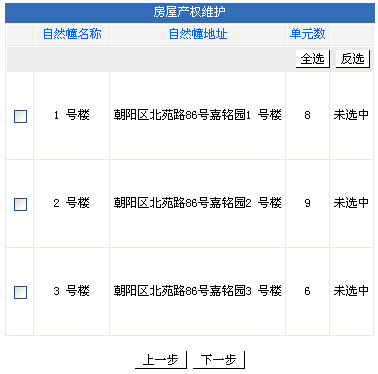 房屋产权维护
自然幢名称 自然幢地址 单元数
全选 反选
1 号楼 朝阳区北苑路86号嘉铭园1 号楼 8 未选中
2 号楼 朝阳区北苑路86号嘉铭园2 号楼 9 未选中
3 号楼 朝阳区北苑路86号嘉铭园3 号楼 6 未选中
上一步 下一步